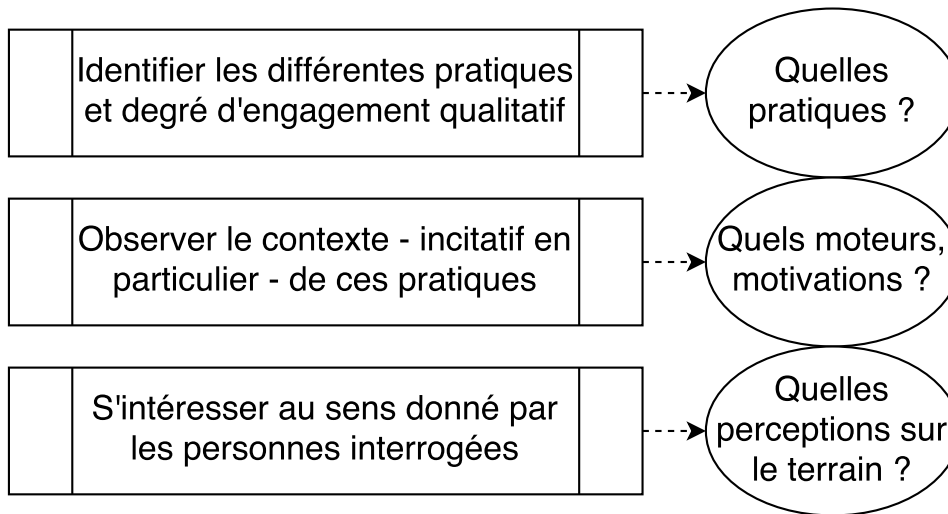 Identifier les différentes pratiques
et degré d'engagement qualitatif
Quelles
pratiques ?
Observer le contexte - incitatif en
particulier - de ces pratiques
Quels moteurs,
motivations ?
S'intéresser au sens donné par
les personnes interrogées
Quelles
perceptions sur
le terrain ?